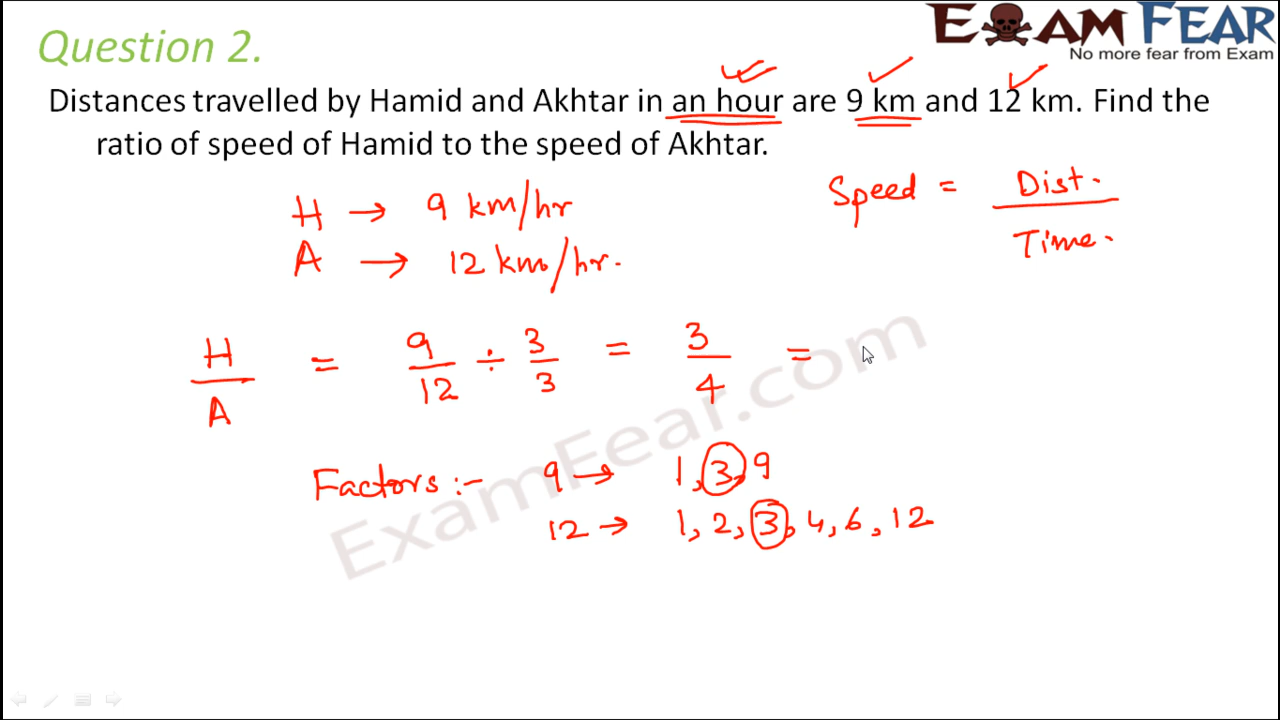 Question 2.
EXAM FEAR
No more fear from Exam
Distances travelled by Hamid and Akhtar in an hour are 9 km and 12 km. Find the
ratio of speed of Hamid to the speed of Akhtar.
Speed = Dist. / Time.
H → 9 km/hr
A → 12 km/hr.
H/A = 9/12 ÷ 3/3 = 3/4 =
Factors :- 9 → 1, 3, 9
12 → 1, 2, 3, 4, 6, 12
ExamFear.com